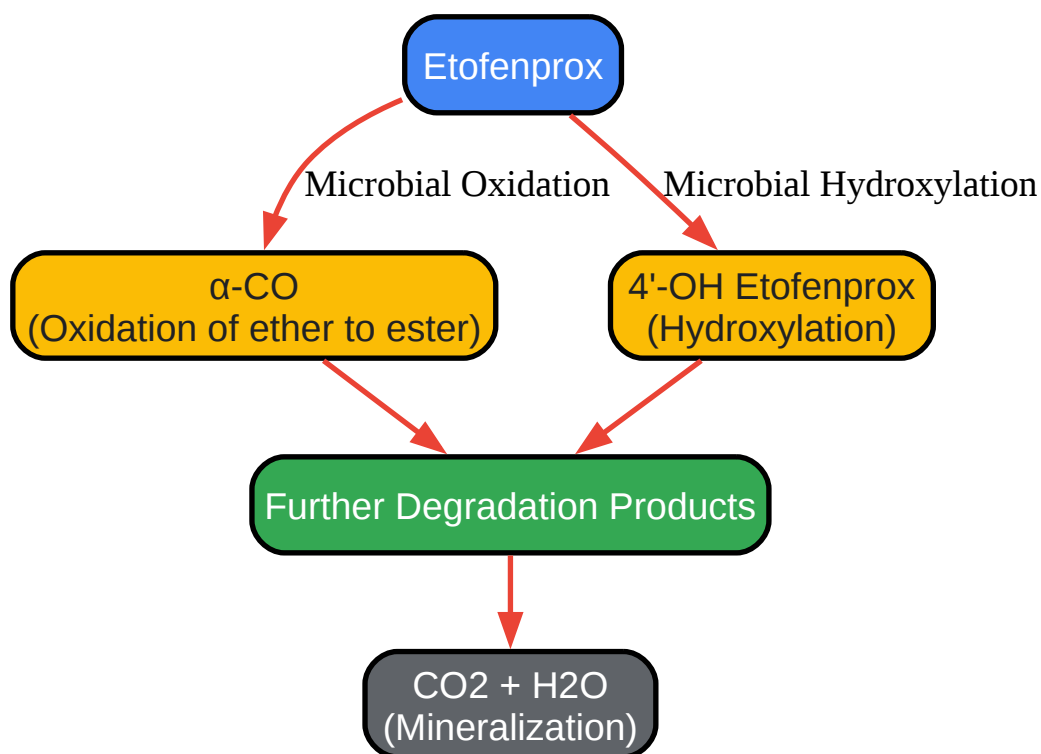 Etofenprox
Microbial Oxidation
Microbial Hydroxylation
α-CO
(Oxidation of ether to ester)
4'-OH Etofenprox
(Hydroxylation)
Further Degradation Products
CO2 + H2O
(Mineralization)